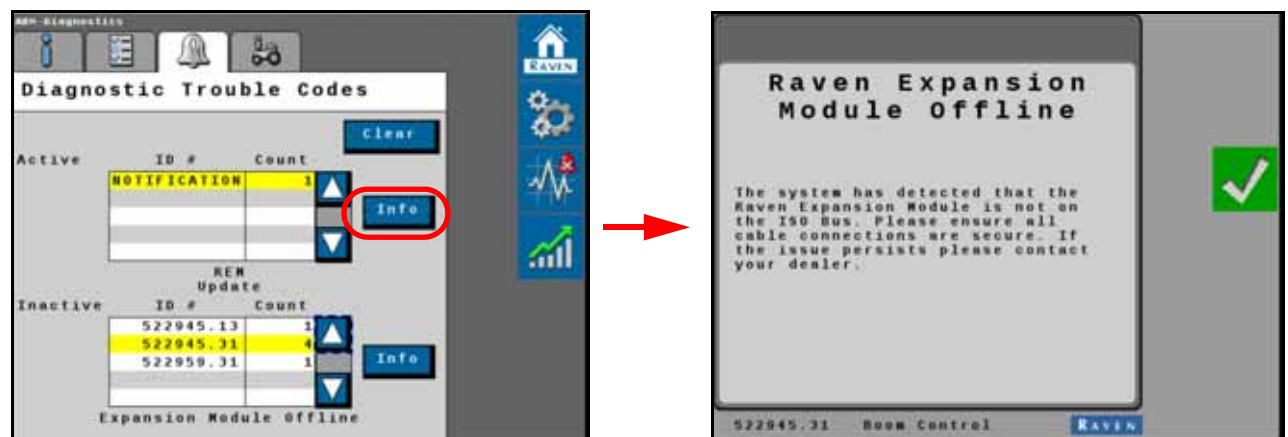 ABM-Diagnostics
Diagnostic Trouble Codes
Clear
Active ID # Count
NOTIFICATION 1
Info
REM
Update
Inactive ID # Count
522945.13 1
522945.31 4
522959.31 1
Info
Expansion Module Offline
RAVEN
Raven Expansion
Module Offline
The system has detected that the
Raven Expansion Module is not on
the ISO Bus. Please ensure all
cable connections are secure. If
the issue persists please contact
your dealer.
522945.31 Boom Control RAVEN